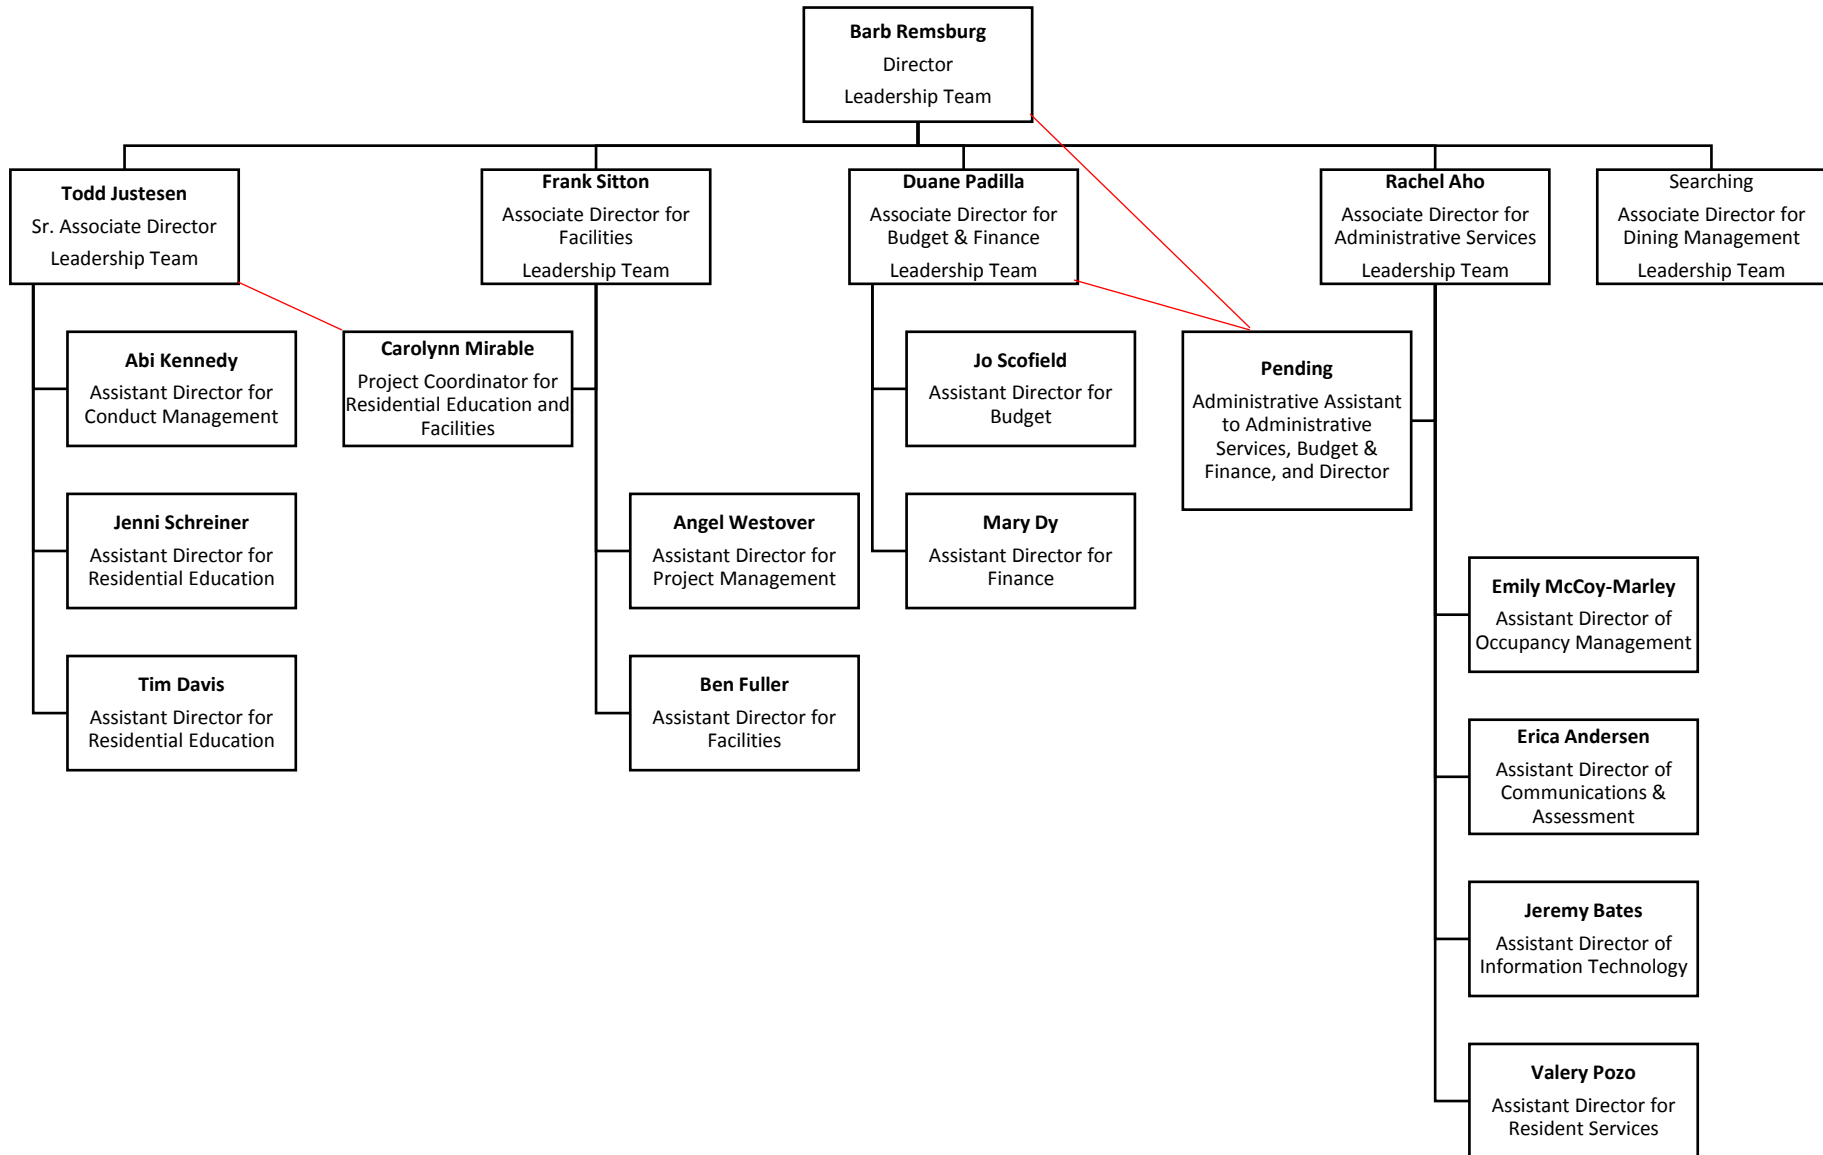 Barb Remsburg
Director
Leadership Team
Todd Justesen
Sr. Associate Director
Leadership Team
Frank Sitton
Associate Director for
Facilities
Leadership Team
Duane Padilla
Associate Director for
Budget & Finance
Leadership Team
Rachel Aho
Associate Director for
Administrative Services
Leadership Team
Searching
Associate Director for
Dining Management
Leadership Team
Abi Kennedy
Assistant Director for
Conduct Management
Carolynn Mirable
Project Coordinator for
Residential Education and
Facilities
Jo Scofield
Assistant Director for
Budget
Pending
Administrative Assistant
to Administrative
Services, Budget &
Finance, and Director
Jenni Schreiner
Assistant Director for
Residential Education
Angel Westover
Assistant Director for
Project Management
Mary Dy
Assistant Director for
Finance
Emily McCoy-Marley
Assistant Director of
Occupancy Management
Tim Davis
Assistant Director for
Residential Education
Ben Fuller
Assistant Director for
Facilities
Erica Andersen
Assistant Director of
Communications &
Assessment
Jeremy Bates
Assistant Director of
Information Technology
Valery Pozo
Assistant Director for
Resident Services